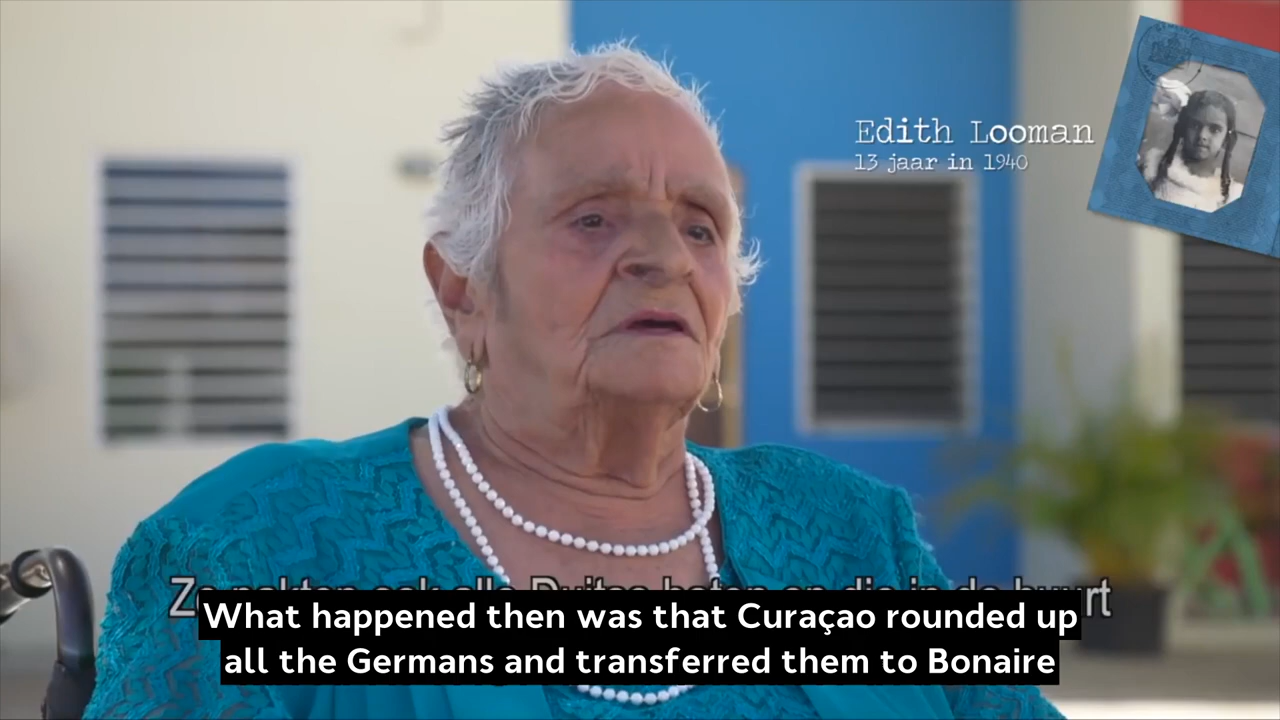 Edith Looman
13 jaar in 1940
What happened then was that Curaçao rounded up
all the Germans and transferred them to Bonaire